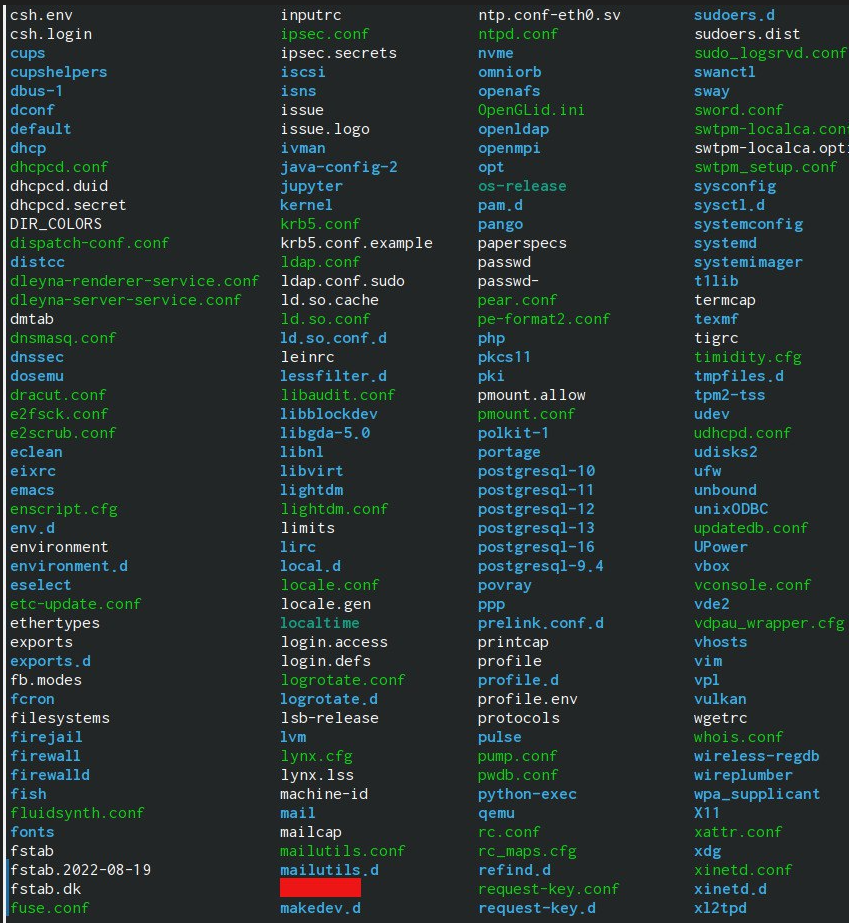 csh.env inputrc ntp.conf-eth0.sv sudoers.d
csh.login ipsec.conf ntpd.conf sudoers.dist
cups ipsec.secrets nvme sudo_logsrvd.conf
cupshelpers iscsi omniorb swanctl
dbus-1 isns openafs sway
dconf issue OpenGLid.ini sword.conf
default issue.logo openldap swtpm-localca.conf
dhcp ivman openmpi swtpm-localca.opti
dhcpcd.conf java-config-2 opt swtpm_setup.conf
dhcpcd.duid jupyter os-release sysconfig
dhcpcd.secret kernel pam.d sysctl.d
DIR_COLORS krb5.conf pango systemconfig
dispatch-conf.conf krb5.conf.example paperspecs systemd
distcc ldap.conf passwd systemimager
dleyna-renderer-service.conf ldap.conf.sudo passwd- t1lib
dleyna-server-service.conf ld.so.cache pear.conf termcap
dmtab ld.so.conf pe-format2.conf texmf
dnsmasq.conf ld.so.conf.d php tigrc
dnssec leinrc pkcs11 timidity.cfg
dosemu lessfilter.d pki tmpfiles.d
dracut.conf libaudit.conf pmount.allow tpm2-tss
e2fsck.conf libblockdev pmount.conf udev
e2scrub.conf libgda-5.0 polkit-1 udhcpd.conf
eclean libnl portage udisks2
eixrc libvirt postgresql-10 ufw
emacs lightdm postgresql-11 unbound
enscript.cfg lightdm.conf postgresql-12 unixODBC
env.d limits postgresql-13 updatedb.conf
environment lirc postgresql-16 UPower
environment.d local.d postgresql-9.4 vbox
eselect locale.conf povray vconsole.conf
etc-update.conf locale.gen ppp vde2
ethertypes localtime prelink.conf.d vdpau_wrapper.cfg
exports login.access printcap vhosts
exports.d login.defs profile vim
fb.modes logrotate.conf profile.d vpl
fcron logrotate.d profile.env vulkan
filesystems lsb-release protocols wgetrc
firejail lvm pulse whois.conf
firewall lynx.cfg pump.conf wireless-regdb
firewalld lynx.lss pwdb.conf wireplumber
fish machine-id python-exec wpa_supplicant
fluidsynth.conf mail qemu X11
fonts mailcap rc.conf xattr.conf
fstab mailutils.conf rc_maps.cfg xdg
fstab.2022-08-19 mailutils.d refind.d xinetd.conf
fstab.dk request-key.conf xinetd.d
fuse.conf makedev.d request-key.d xl2tpd